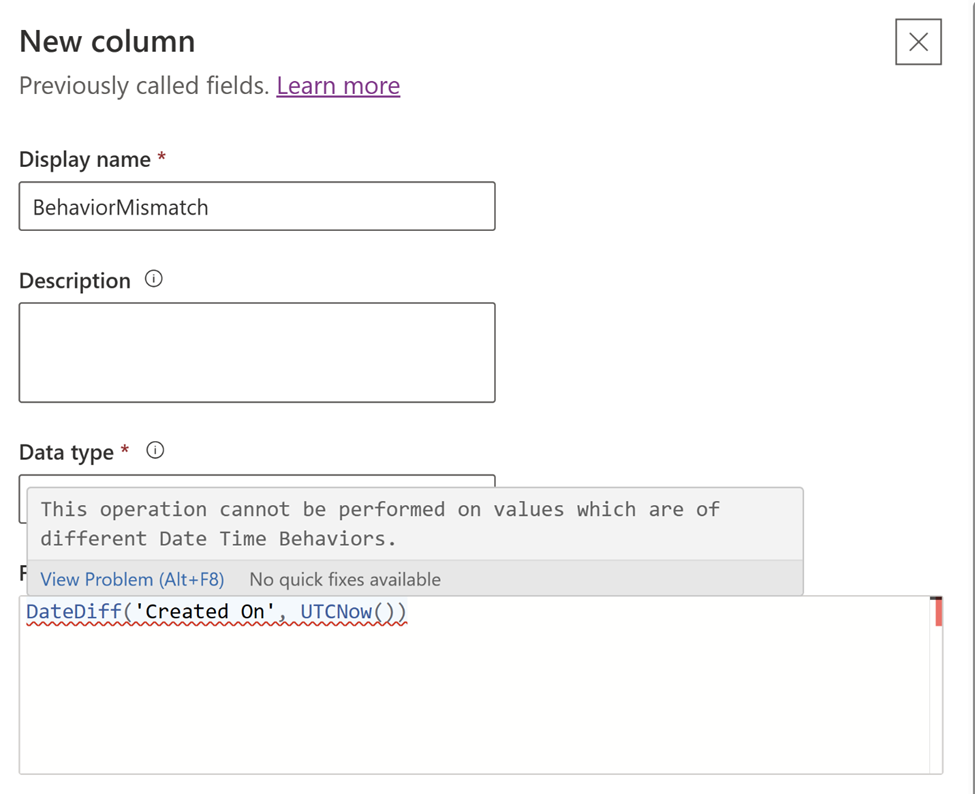 New column
Previously called fields. Learn more
Display name *
BehaviorMismatch
Description
Data type *
This operation cannot be performed on values which are of
different Date Time Behaviors.
View Problem (Alt+F8) No quick fixes available
DateDiff('Created On', UTCNow())